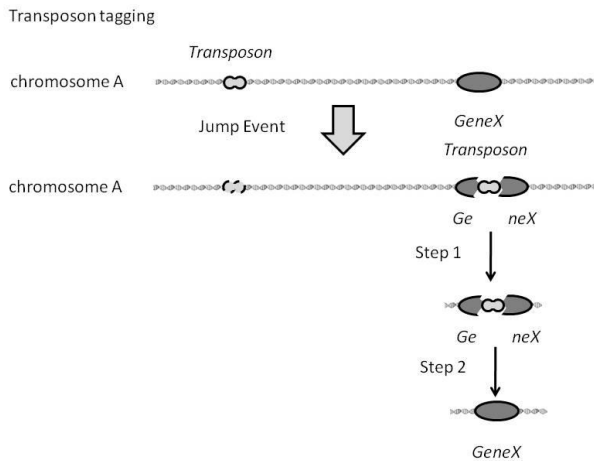 Transposon tagging
Transposon
chromosome A
GeneX
Jump Event
Transposon
chromosome A
Ge neX
Step 1
Ge neX
Step 2
GeneX